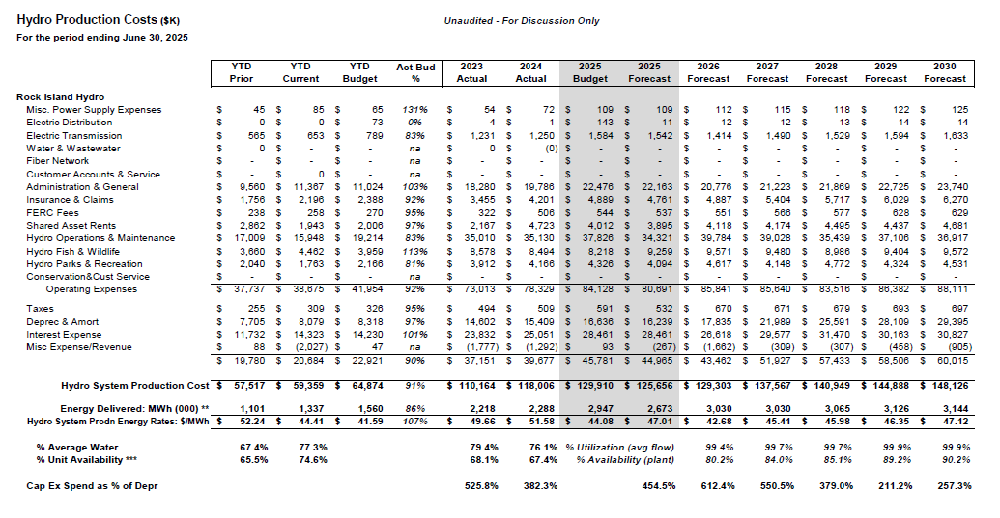 Hydro Production Costs ($K)
Unaudited - For Discussion Only
For the period ending June 30, 2025
YTD YTD YTD Act-Bud 2023 2024 2025 2025 2026 2027 2028 2029 2030
Prior Current Budget % Actual Actual Budget Forecast Forecast Forecast Forecast Forecast Forecast
Rock Island Hydro
Misc. Power Supply Expenses $ 45 $ 85 $ 65 131% $ 54 $ 72 $ 109 $ 109 $ 112 $ 115 $ 118 $ 122 $ 125
Electric Distribution $ 0 $ 0 $ 73 0% $ 4 $ 1 $ 143 $ 11 $ 12 $ 12 $ 13 $ 14 $ 14
Electric Transmission $ 565 $ 653 $ 789 83% $ 1,231 $ 1,250 $ 1,584 $ 1,542 $ 1,414 $ 1,490 $ 1,529 $ 1,594 $ 1,633
Water & Wastewater $ 0 $ - $ - na $ 0 $ (0) $ - $ - $ - $ - $ - $ - $ -
Fiber Network $ - $ - $ - na $ - $ - $ - $ - $ - $ - $ - $ - $ -
Customer Accounts & Service $ - $ 0 $ - na $ - $ - $ - $ - $ - $ - $ - $ - $ -
Administration & General $ 9,560 $ 11,367 $ 11,024 103% $ 18,280 $ 19,786 $ 22,476 $ 22,163 $ 20,776 $ 21,223 $ 21,869 $ 22,725 $ 23,740
Insurance & Claims $ 1,756 $ 2,196 $ 2,388 92% $ 3,455 $ 4,201 $ 4,889 $ 4,761 $ 4,887 $ 5,404 $ 5,717 $ 6,029 $ 6,270
FERC Fees $ 238 $ 258 $ 270 95% $ 322 $ 506 $ 544 $ 537 $ 551 $ 566 $ 577 $ 628 $ 629
Shared Asset Rents $ 2,862 $ 1,943 $ 2,006 97% $ 2,167 $ 4,723 $ 4,012 $ 3,895 $ 4,118 $ 4,174 $ 4,495 $ 4,437 $ 4,681
Hydro Operations & Maintenance $ 17,009 $ 15,948 $ 19,214 83% $ 35,010 $ 35,130 $ 37,826 $ 34,321 $ 39,784 $ 39,028 $ 35,439 $ 37,106 $ 36,917
Hydro Fish & Wildlife $ 3,660 $ 4,462 $ 3,959 113% $ 8,578 $ 8,494 $ 8,218 $ 9,259 $ 9,571 $ 9,480 $ 8,986 $ 9,404 $ 9,572
Hydro Parks & Recreation $ 2,040 $ 1,763 $ 2,166 81% $ 3,912 $ 4,166 $ 4,326 $ 4,094 $ 4,617 $ 4,148 $ 4,772 $ 4,324 $ 4,531
Conservation&Cust Service $ - $ - $ - na $ - $ - $ - $ - $ - $ - $ - $ - $ -
Operating Expenses $ 37,737 $ 38,675 $ 41,954 92% $ 73,013 $ 78,329 $ 84,128 $ 80,691 $ 85,841 $ 85,640 $ 83,516 $ 86,382 $ 88,111
Taxes $ 255 $ 309 $ 326 95% $ 494 $ 509 $ 591 $ 532 $ 670 $ 671 $ 679 $ 693 $ 697
Deprec & Amort $ 7,705 $ 8,079 $ 8,318 97% $ 14,602 $ 15,409 $ 16,636 $ 16,239 $ 17,835 $ 21,989 $ 25,591 $ 28,109 $ 29,395
Interest Expense $ 11,732 $ 14,323 $ 14,230 101% $ 23,832 $ 25,051 $ 28,461 $ 28,461 $ 26,618 $ 29,577 $ 31,470 $ 30,163 $ 30,827
Misc Expense/Revenue $ 88 $ (2,027) $ 47 na $ (1,777) $ (1,292) $ 93 $ (267) $ (1,662) $ (309) $ (307) $ (458) $ (905)
$ 19,780 $ 20,684 $ 22,921 90% $ 37,151 $ 39,677 $ 45,781 $ 44,965 $ 43,462 $ 51,927 $ 57,433 $ 58,506 $ 60,015
Hydro System Production Cost $ 57,517 $ 59,359 $ 64,874 91% $ 110,164 $ 118,006 $ 129,910 $ 125,656 $ 129,303 $ 137,567 $ 140,949 $ 144,888 $ 148,126
Energy Delivered: MWh (000) ** 1,101 1,337 1,560 86% 2,218 2,288 2,947 2,673 3,030 3,030 3,065 3,126 3,144
Hydro System Prodn Energy Rates: $/MWh $ 52.24 $ 44.41 $ 41.59 107% $ 49.66 $ 51.58 $ 44.08 $ 47.01 $ 42.68 $ 45.41 $ 45.98 $ 46.35 $ 47.12
% Average Water 67.4% 77.3% 79.4% 76.1% % Utilization (avg flow) 99.4% 99.7% 99.7% 99.9% 99.9%
% Unit Availability *** 65.5% 74.6% 68.1% 67.4% % Availability (plant) 80.2% 84.0% 85.1% 89.2% 90.2%
Cap Ex Spend as % of Depr 525.8% 382.3% 454.5% 612.4% 550.5% 379.0% 211.2% 257.3%